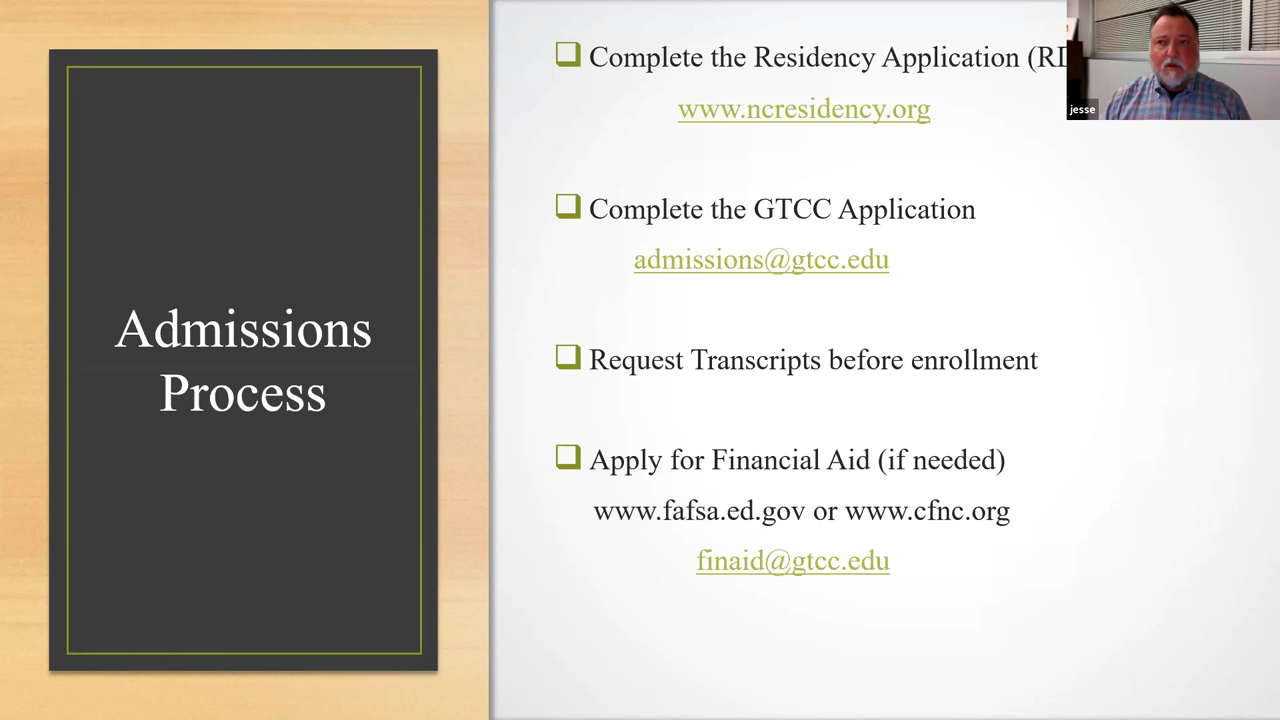 Admissions
Process
Complete the Residency Application
www.ncresidency.org
Complete the GTCC Application
admissions@gtcc.edu
Request Transcripts before enrollment
Apply for Financial Aid (if needed)
www.fafsa.ed.gov or www.cfnc.org
finaid@gtcc.edu
jesse